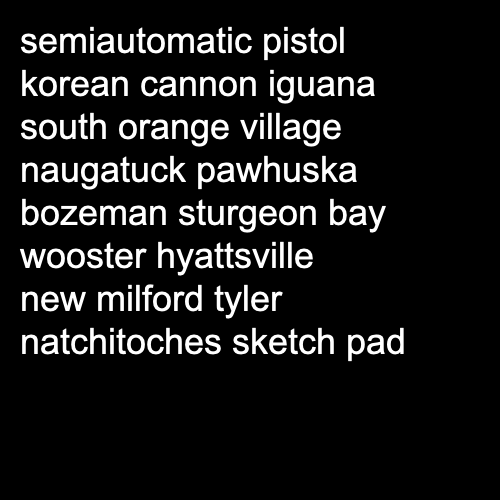 semiautomatic pistol
korean cannon iguana
south orange village
naugatuck pawhuska
bozeman sturgeon bay
wooster hyattsville
new milford tyler
natchitoches sketch pad